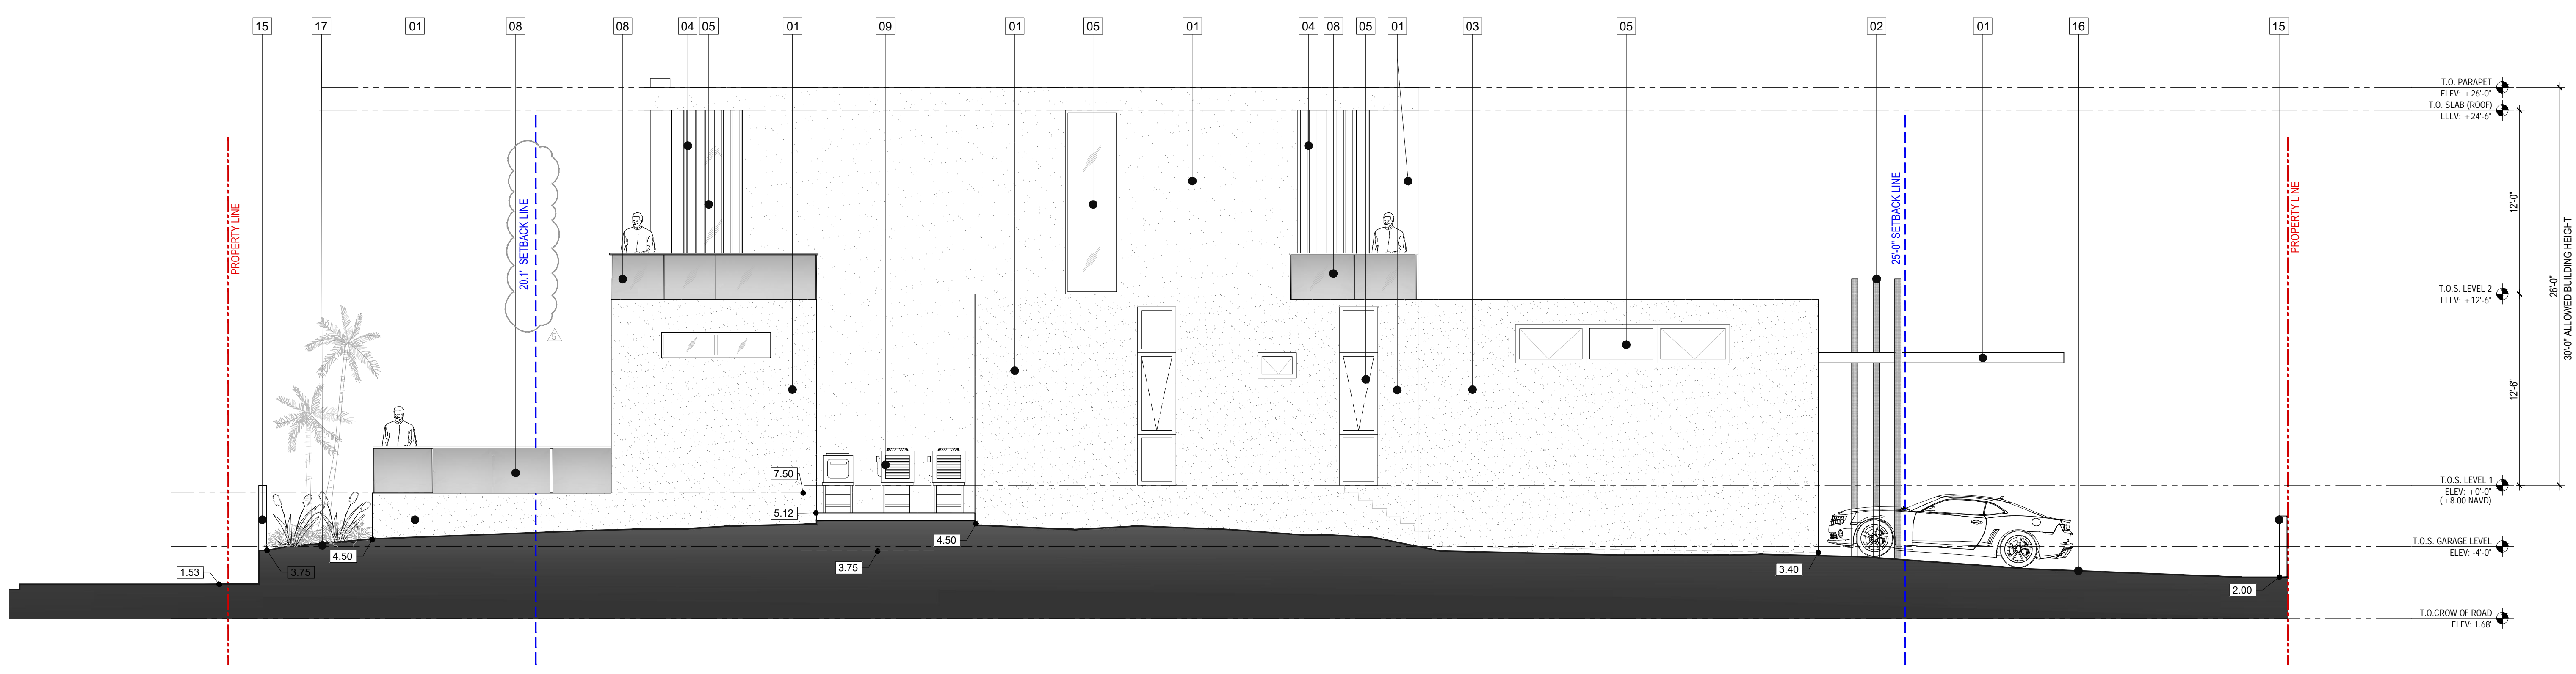 15 17 01 08 08 04 05 01 09 01 05 01 04 08 05 01 03 05 02 01 16 15
T.O. PARAPET
ELEV: +26'-0"
T.O. SLAB (ROOF)
ELEV: +24'-6"
PROPERTY LINE
20.1' SETBACK LINE
25'-0" SETBACK LINE
PROPERTY LINE
12'-0"
26'-0"
30'-0" ALLOWED BUILDING HEIGHT
T.O.S. LEVEL 2
ELEV: +12'-6"
5
12'-6"
7.50
T.O.S. LEVEL 1
ELEV: +0'-0"
(+8.00 NAVD)
5.12
4.50
4.50
T.O.S. GARAGE LEVEL
ELEV: -4'-0"
1.53
3.75
3.75
3.40
2.00
T.O.CROW OF ROAD
ELEV: 1.68'